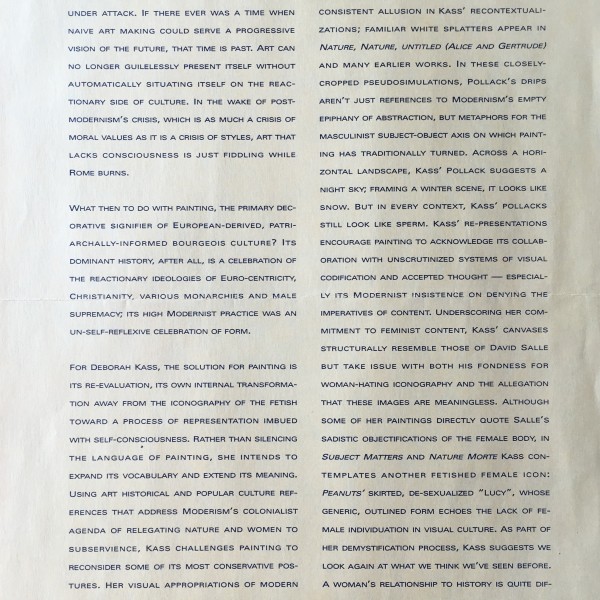 UNDER ATTACK. IF THERE EVER WAS A TIME WHEN
NAIVE ART MAKING COULD SERVE A PROGRESSIVE
VISION OF THE FUTURE, THAT TIME IS PAST. ART CAN
NO LONGER GUILELESSLY PRESENT ITSELF WITHOUT
AUTOMATICALLY SITUATING ITSELF ON THE REAC-
TIONARY SIDE OF CULTURE. IN THE WAKE OF POST-
MODERNISM'S CRISIS, WHICH IS AS MUCH A CRISIS OF
MORAL VALUES AS IT IS A CRISIS OF STYLES, ART THAT
LACKS CONSCIOUSNESS IS JUST FIDDLING WHILE
ROME BURNS.
WHAT THEN TO DO WITH PAINTING, THE PRIMARY DEC-
ORATIVE SIGNIFIER OF EUROPEAN-DERIVED, PATRI-
ARCHALLY-INFORMED BOURGEOIS CULTURE? ITS
DOMINANT HISTORY, AFTER ALL, IS A CELEBRATION OF
THE REACTIONARY IDEOLOGIES OF EURO-CENTRICITY,
CHRISTIANITY, VARIOUS MONARCHIES AND MALE
SUPREMACY; ITS HIGH MODERNIST PRACTICE WAS AN
UN-SELF-REFLEXIVE CELEBRATION OF FORM.
FOR DEBORAH KASS, THE SOLUTION FOR PAINTING IS
ITS RE-EVALUATION, ITS OWN INTERNAL TRANSFORMA-
TION AWAY FROM THE ICONOGRAPHY OF THE FETISH
TOWARD A PROCESS OF REPRESENTATION IMBUED
WITH SELF-CONSCIOUSNESS. RATHER THAN SILENCING
THE LANGUAGE OF PAINTING, SHE INTENDS TO
EXPAND ITS VOCABULARY AND EXTEND ITS MEANING.
USING ART HISTORICAL AND POPULAR CULTURE REF-
ERENCES THAT ADDRESS MODERISM'S COLONIALIST
AGENDA OF RELEGATING NATURE AND WOMEN TO
SUBSERVIENCE, KASS CHALLENGES PAINTING TO
RECONSIDER SOME OF ITS MOST CONSERVATIVE POS-
TURES. HER VISUAL APPROPRIATIONS OF MODERN
CONSISTENT ALLUSION IN KASS' RECONTEXTUALI-
ZATIONS; FAMILIAR WHITE SPLATTERS APPEAR IN
NATURE, NATURE, UNTITLED (ALICE AND GERTRUDE)
AND MANY EARLIER WORKS. IN THESE CLOSELY-
CROPPED PSEUDOSIMULATIONS, POLLACK'S DRIPS
AREN'T JUST REFERENCES TO MODERNISM'S EMPTY
EPIPHANY OF ABSTRACTION, BUT METAPHORS FOR THE
MASCULINIST SUBJECT-OBJECT AXIS ON WHICH PAINT-
ING HAS TRADITIONALLY TURNED. ACROSS A HORI-
ZONTAL LANDSCAPE, KASS' POLLACK SUGGESTS A
NIGHT SKY; FRAMING A WINTER SCENE, IT LOOKS LIKE
SNOW. BUT IN EVERY CONTEXT, KASS' POLLACKS
STILL LOOK LIKE SPERM. KASS' RE-PRESENTATIONS
ENCOURAGE PAINTING TO ACKNOWLEDGE ITS COLLAB-
ORATION WITH UNSCRUTINIZED SYSTEMS OF VISUAL
CODIFICATION AND ACCEPTED THOUGHT — ESPECIAL-
LY ITS MODERNIST INSISTENCE ON DENYING THE
IMPERATIVES OF CONTENT. UNDERSCORING HER COM-
MITMENT TO FEMINIST CONTENT, KASS' CANVASES
STRUCTURALLY RESEMBLE THOSE OF DAVID SALLE
BUT TAKE ISSUE WITH BOTH HIS FONDNESS FOR
WOMAN-HATING ICONOGRAPHY AND THE ALLEGATION
THAT THESE IMAGES ARE MEANINGLESS. ALTHOUGH
SOME OF HER PAINTINGS DIRECTLY QUOTE SALLE'S
SADISTIC OBJECTIFICATIONS OF THE FEMALE BODY, IN
SUBJECT MATTERS AND NATURE MORTE KASS CON-
TEMPLATES ANOTHER FETISHED FEMALE ICON:
PEANUTS' SKIRTED, DE-SEXUALIZED "LUCY", WHOSE
GENERIC, OUTLINED FORM ECHOES THE LACK OF FE-
MALE INDIVIDUATION IN VISUAL CULTURE. AS PART OF
HER DEMYSTIFICATION PROCESS, KASS SUGGESTS WE
LOOK AGAIN AT WHAT WE THINK WE'VE SEEN BEFORE.
A WOMAN'S RELATIONSHIP TO HISTORY IS QUITE DIF-